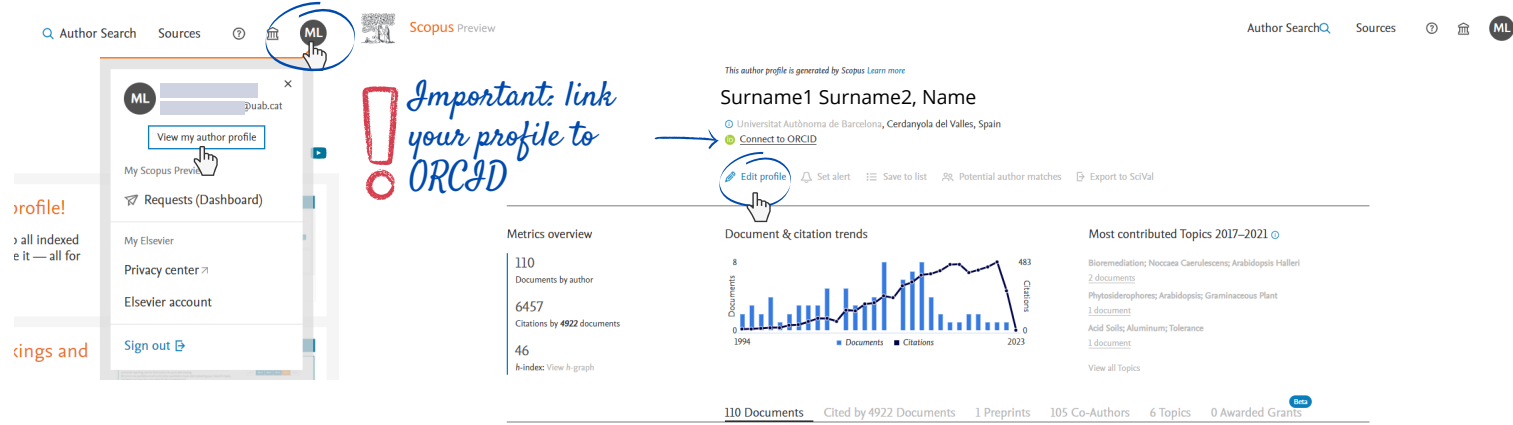 Author Search Sources
ML
@uab.cat
ML
View my author profile
My Scopus Previe
Requests (Dashboard)
My Elsevier
Privacy center
Elsevier account
Sign out
rofile!
all indexed
e it — all for
kings and
Important: link
your profile to
ORCID
Scopus Preview
Author Search Sources ML
This author profile is generated by Scopus Learn more
Surname1 Surname2, Name
Universitat Autònoma de Barcelona, Cerdanyola del Valles, Spain
iD Connect to ORCID
Edit profile Set alert Save to list Potential author matches Export to SciVal
Metrics overview
110
Documents by author
6457
Citations by 4922 documents
46
h-index: View h-graph
Document & citation trends
8 483
Documents Citations
0 0
1994 2023
Documents Citations
Most contributed Topics 2017–2021
Bioremediation; Noccaea Caerulescens; Arabidopsis Halleri
2 documents
Phytosiderophores; Arabidopsis; Graminaceous Plant
1 document
Acid Soils; Aluminum; Tolerance
1 document
View all Topics
Beta
110 Documents Cited by 4922 Documents 1 Preprints 105 Co-Authors 6 Topics 0 Awarded Grants